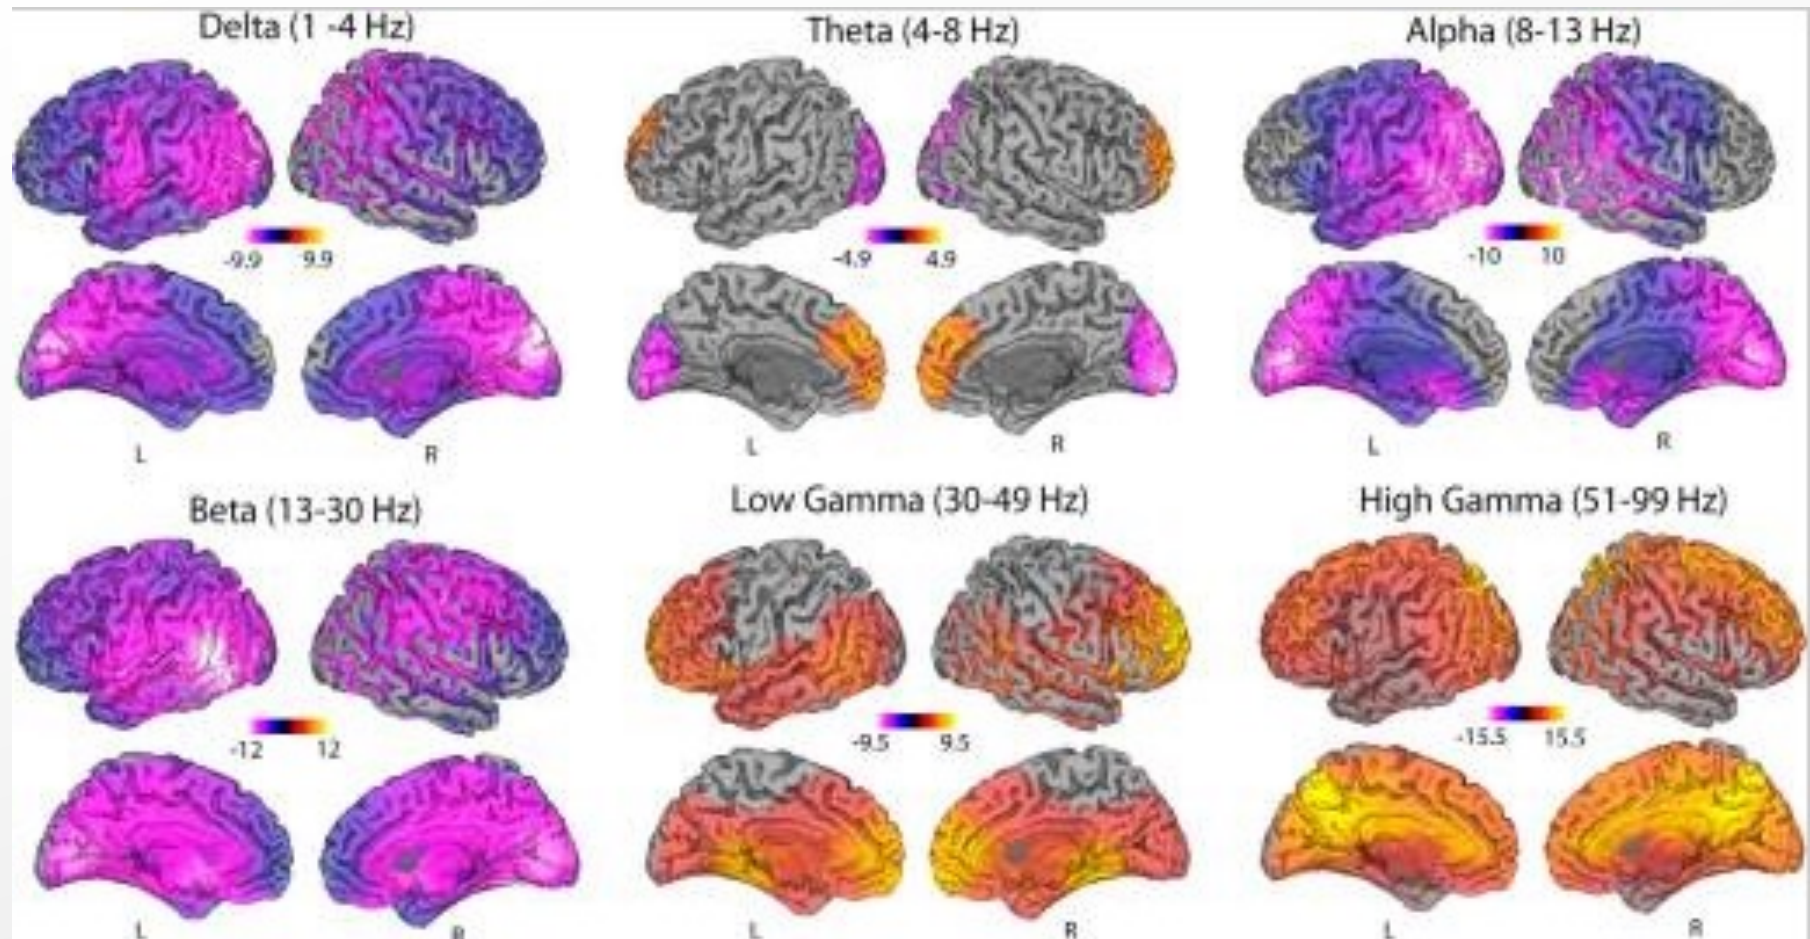 Delta (1 -4 Hz)
Theta (4-8 Hz)
Alpha (8-13 Hz)
-9.9 9.9
-4.9 4.9
-10 10
L R
L R
L R
Beta (13-30 Hz)
Low Gamma (30-49 Hz)
High Gamma (51-99 Hz)
-12 12
-9.5 9.5
-15.5 15.5
L R
L R
L R